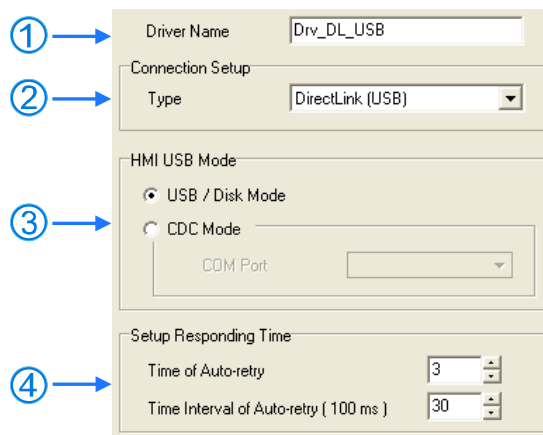 ① Driver Name Drv_DL_USB
Connection Setup
② Type DirectLink (USB)
HMI USB Mode
USB / Disk Mode
③ CDC Mode
COM Port
Setup Responding Time
Time of Auto-retry 3
④
Time Interval of Auto-retry ( 100 ms ) 30